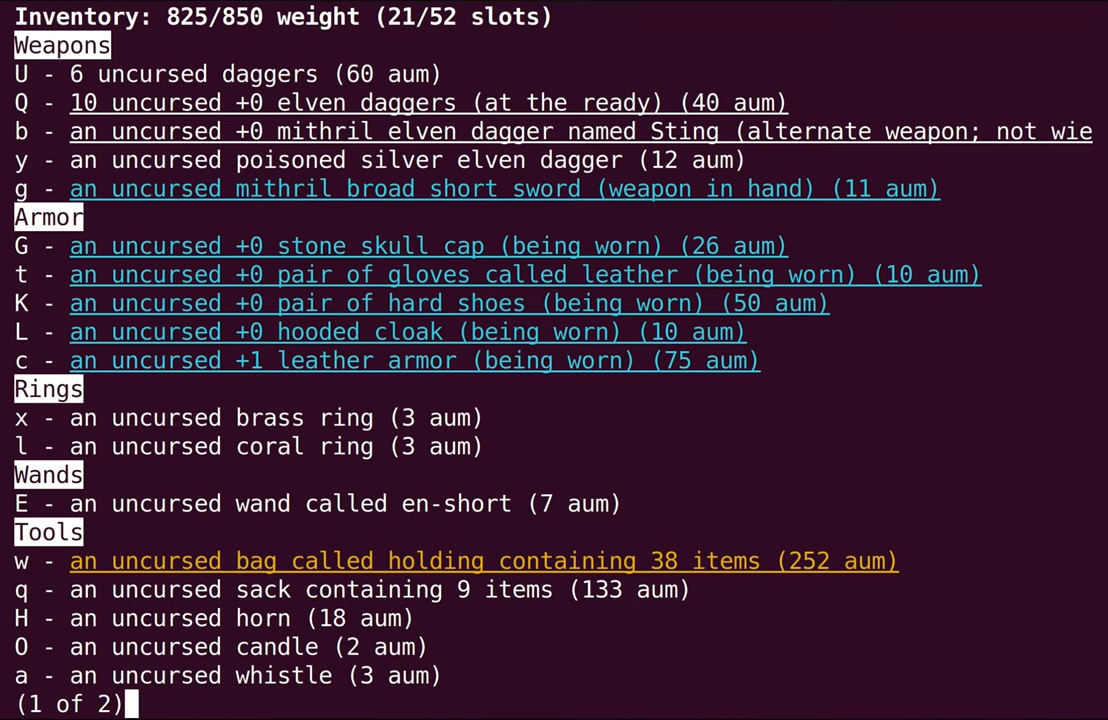 Inventory: 825/850 weight (21/52 slots)
Weapons
U - 6 uncursed daggers (60 aum)
Q - 10 uncursed +0 elven daggers (at the ready) (40 aum)
b - an uncursed +0 mithril elven dagger named Sting (alternate weapon; not wie
y - an uncursed poisoned silver elven dagger (12 aum)
g - an uncursed mithril broad short sword (weapon in hand) (11 aum)
Armor
G - an uncursed +0 stone skull cap (being worn) (26 aum)
t - an uncursed +0 pair of gloves called leather (being worn) (10 aum)
K - an uncursed +0 pair of hard shoes (being worn) (50 aum)
L - an uncursed +0 hooded cloak (being worn) (10 aum)
c - an uncursed +1 leather armor (being worn) (75 aum)
Rings
x - an uncursed brass ring (3 aum)
l - an uncursed coral ring (3 aum)
Wands
E - an uncursed wand called en-short (7 aum)
Tools
w - an uncursed bag called holding containing 38 items (252 aum)
q - an uncursed sack containing 9 items (133 aum)
H - an uncursed horn (18 aum)
O - an uncursed candle (2 aum)
a - an uncursed whistle (3 aum)
(1 of 2)